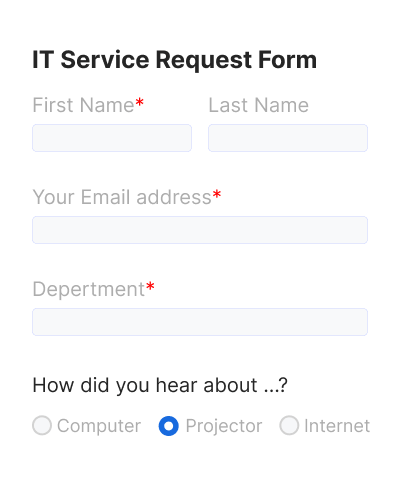 IT Service Request Form
First Name* Last Name
Your Email address*
Depertment*
How did you hear about ...?
Computer Projector Internet